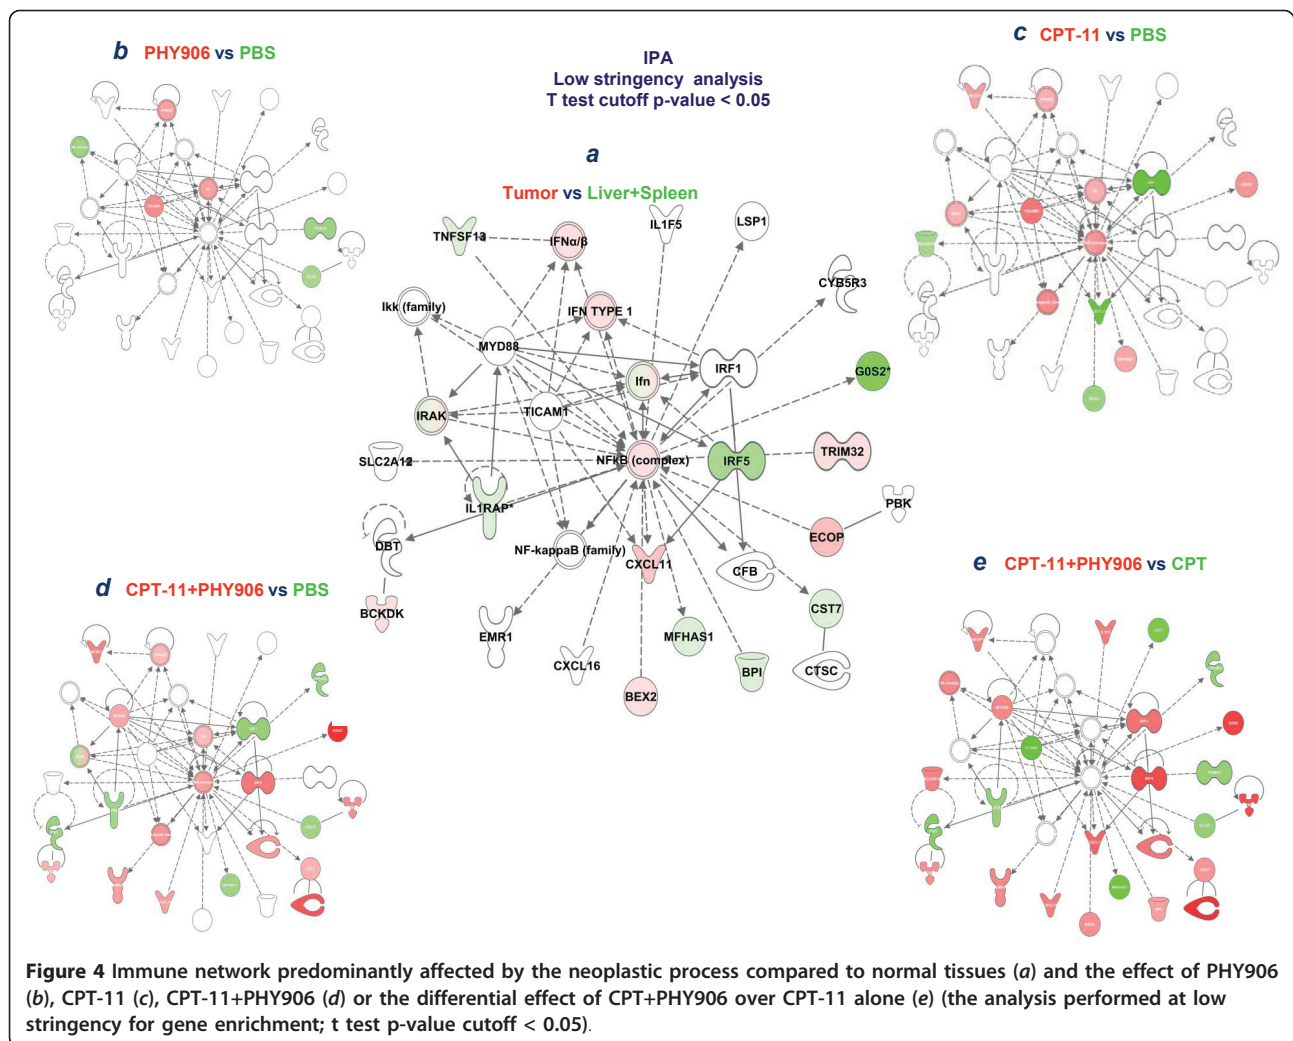 b PHY906 vs PBS
IPA
Low stringency analysis
T test cutoff p-value < 0.05
c CPT-11 vs PBS
a
Tumor vs Liver+Spleen
TNFSF13
IFNα/β
IL1F5
LSP1
CYB5R3
Ikk (family)
IFN TYPE 1
MYD88
IRF1
Ifn
G0S2*
IRAK
TICAM1
SLC2A12
NFkB (complex)
IRF5
TRIM32
IL1RAP*
PBK
DBT
NF-kappaB (family)
CXCL11
CFB
ECOP
BCKDK
EMR1
CXCL16
MFHAS1
CST7
BPI
CTSC
BEX2
d CPT-11+PHY906 vs PBS
e CPT-11+PHY906 vs CPT
Figure 4 Immune network predominantly affected by the neoplastic process compared to normal tissues (a) and the effect of PHY906
(b), CPT-11 (c), CPT-11+PHY906 (d) or the differential effect of CPT+PHY906 over CPT-11 alone (e) (the analysis performed at low
stringency for gene enrichment; t test p-value cutoff < 0.05).